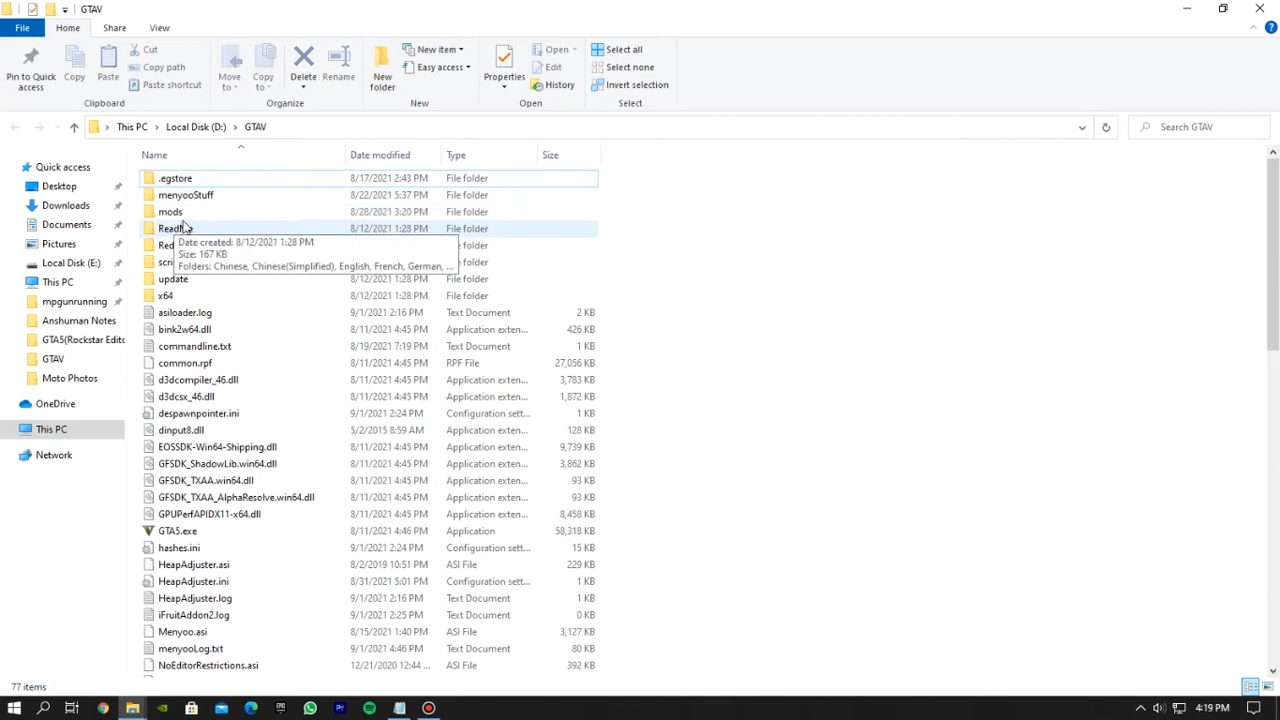 GTAV
File Home Share View
Pin to Quick access
Copy
Paste
Cut
Copy path
Paste shortcut
Clipboard
Move to
Copy to
Delete
Rename
Organize
New folder
New item
Easy access
New
Properties
Open
Edit
History
Open
Select all
Select none
Invert selection
Select
This PC > Local Disk (D:) > GTAV
Search GTAV
Quick access
Desktop
Downloads
Documents
Pictures
Local Disk (E:)
This PC
mpgunrunning
Anshuman Notes
GTA5(Rockstar Edito
GTAV
Moto Photos
OneDrive
This PC
Network
Name Date modified Type Size
.egstore 8/17/2021 2:43 PM File folder
menyooStuff 8/22/2021 5:37 PM File folder
mods 8/28/2021 3:20 PM File folder
8/12/2021 1:28 PM File folder
Date created: 8/12/2021 1:28 PM
Size: 167 KB
Folders: Chinese, Chinese(Simplified), English, French, German, ...
File folder
File folder
update 8/12/2021 1:28 PM File folder
x64 8/12/2021 1:28 PM File folder
asiloader.log 9/1/2021 2:16 PM Text Document 2 KB
bink2w64.dll 8/11/2021 4:45 PM Application exten... 426 KB
commandline.txt 8/19/2021 7:19 PM Text Document 1 KB
common.rpf 8/11/2021 4:45 PM RPF File 27,056 KB
d3dcompiler_46.dll 8/11/2021 4:45 PM Application exten... 3,783 KB
d3dcsx_46.dll 8/11/2021 4:45 PM Application exten... 1,872 KB
despawnpointer.ini 9/1/2021 2:24 PM Configuration sett... 1 KB
dinput8.dll 5/2/2015 8:59 AM Application exten... 128 KB
EOSSDK-Win64-Shipping.dll 8/11/2021 4:45 PM Application exten... 9,739 KB
GFSDK_ShadowLib.win64.dll 8/11/2021 4:45 PM Application exten... 3,862 KB
GFSDK_TXAA.win64.dll 8/11/2021 4:45 PM Application exten... 93 KB
GFSDK_TXAA_AlphaResolve.win64.dll 8/11/2021 4:45 PM Application exten... 93 KB
GPUPerfAPIDX11-x64.dll 8/11/2021 4:45 PM Application exten... 8,458 KB
GTA5.exe 8/11/2021 4:46 PM Application 58,318 KB
hashes.ini 9/1/2021 2:24 PM Configuration sett... 15 KB
HeapAdjuster.asi 8/2/2019 10:51 PM ASI File 229 KB
HeapAdjuster.ini 8/31/2021 5:01 PM Configuration sett... 1 KB
HeapAdjuster.log 9/1/2021 2:16 PM Text Document 1 KB
iFruitAddon2.log 9/1/2021 2:25 PM Text Document 0 KB
Menyoo.asi 8/15/2021 1:40 PM ASI File 3,127 KB
menyooLog.txt 9/1/2021 4:46 PM Text Document 80 KB
NoEditorRestrictions.asi 12/21/2020 12:44 ... ASI File 392 KB
77 items
4:19 PM